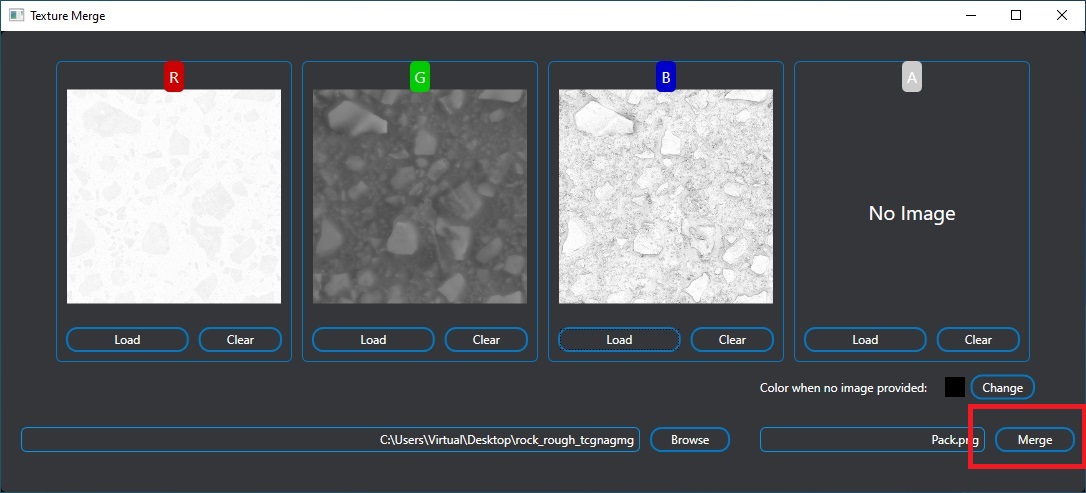 Texture Merge
R
G
B
A
No Image
Load
Clear
Load
Clear
Load
Clear
Load
Clear
Color when no image provided:
Change
C:\Users\Virtual\Desktop\rock_rough_tcgnagmg
Browse
Pack.png
Merge